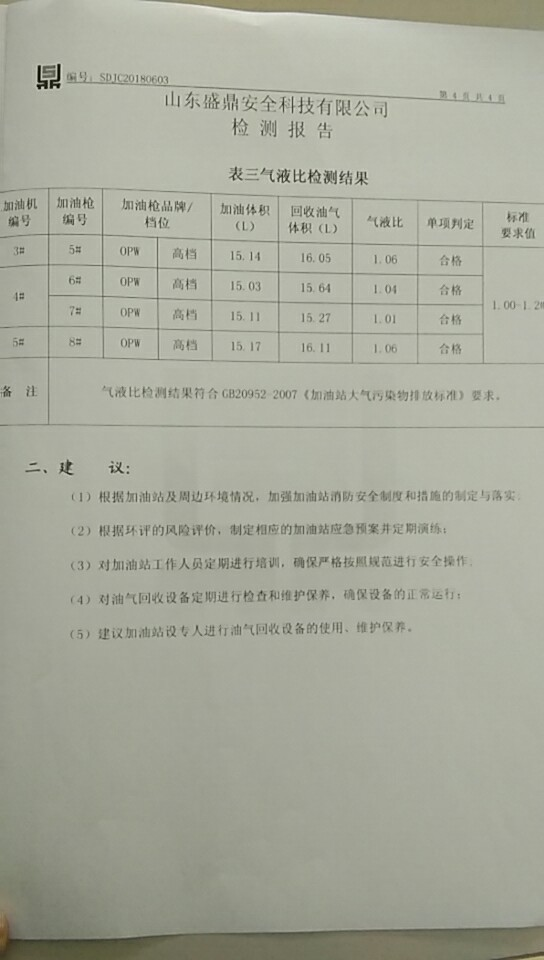 编号：SDJC20180603
第 4 页 共 4 页
山东盛鼎安全科技有限公司
检 测 报 告
表三气液比检测结果
加油机编号 加油枪编号 加油枪品牌/档位 加油体积（L） 回收油气体积（L） 气液比 单项判定 标准要求值
3# 5# OPW 高档 15.14 16.05 1.06 合格
4# 6# OPW 高档 15.03 15.64 1.04 合格
7# OPW 高档 15.11 15.27 1.01 合格
1.00~1.2
5# 8# OPW 高档 15.17 16.11 1.06 合格
备 注 气液比检测结果符合 GB20952-2007《加油站大气污染物排放标准》要求。
二、建 议：
（1）根据加油站及周边环境情况，加强加油站消防安全制度和措施的制定与落实.
（2）根据环评的风险评价，制定相应的加油站应急预案并定期演练；
（3）对加油站工作人员定期进行培训，确保严格按照规范进行安全操作.
（4）对油气回收设备定期进行检查和维护保养，确保设备的正常运行；
（5）建议加油站设专人进行油气回收设备的使用、维护保养。